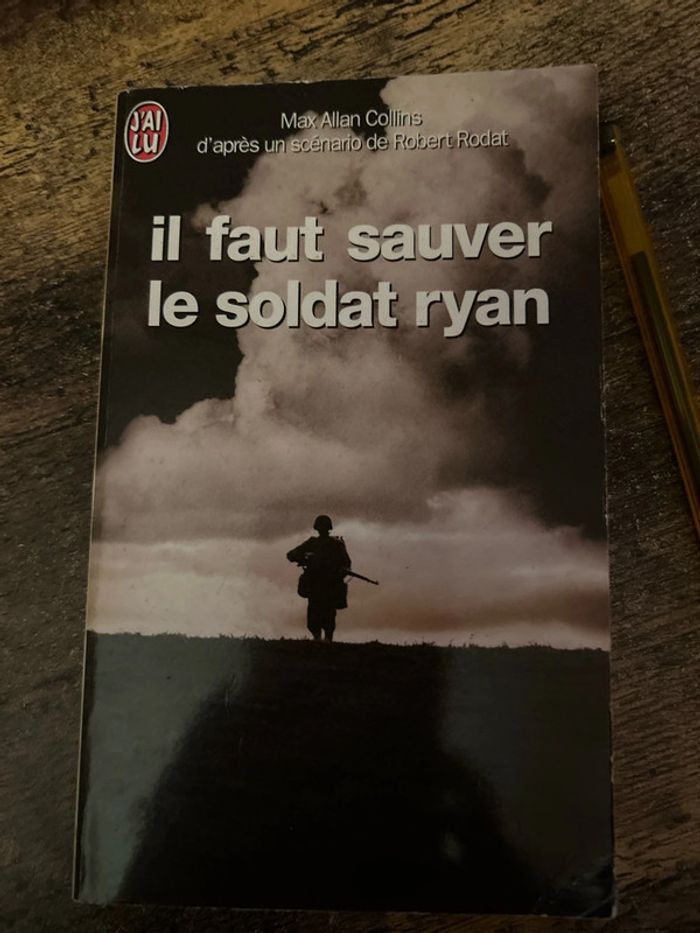 J'AI
LU
Max Allan Collins
d'après un scénario de Robert Rodat
il faut sauver
le soldat ryan